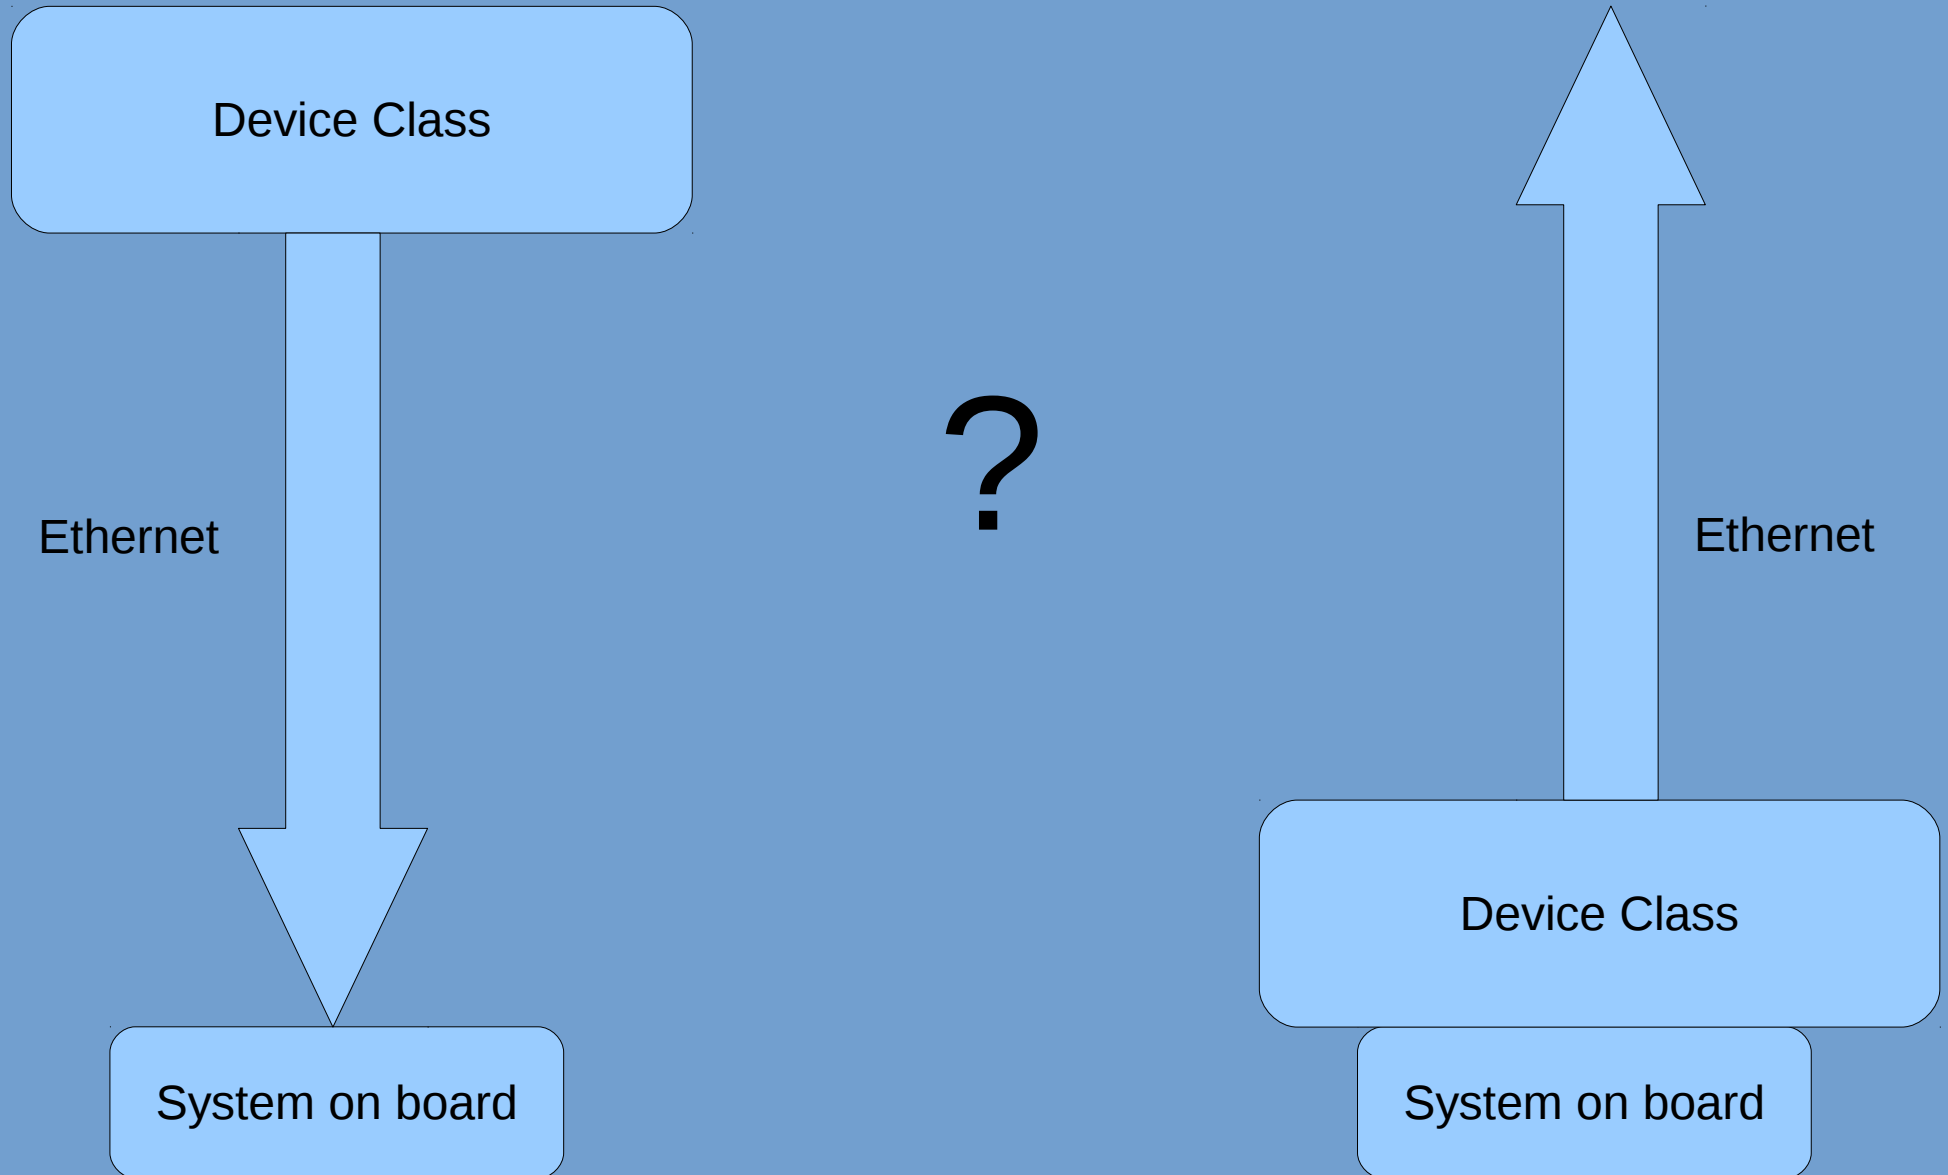 Device Class
?
Ethernet
Ethernet
Device Class
System on board
System on board